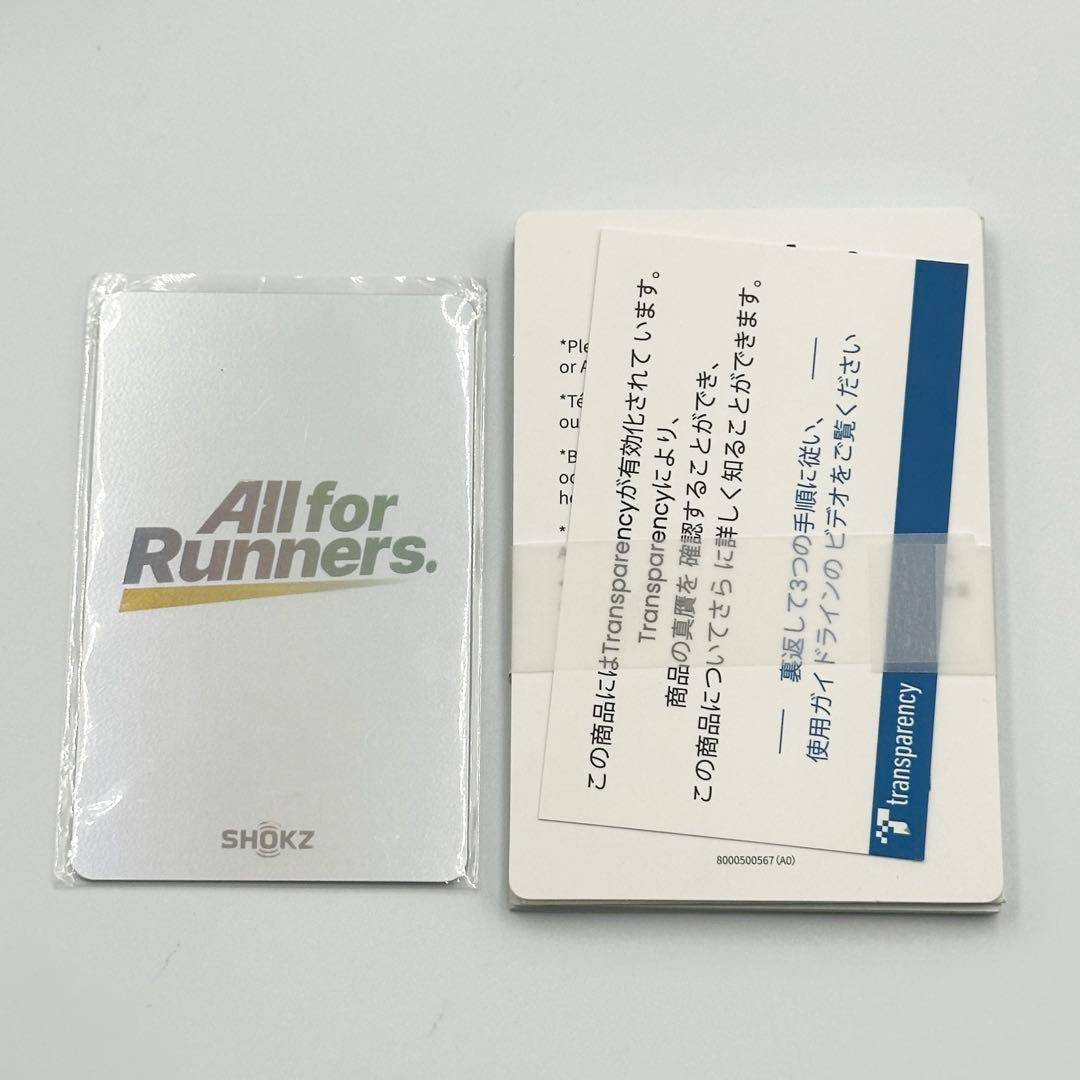 All for
Runners.
SHOKZ
*Ple
or A
*Té
ou
*B
oc
he
*
この商品にはTransparencyが有効化されています。
Transparencyにより、
商品の真贋を 確認することができ、
この商品についてさらに詳しく知ることができます。
裏返して3つの手順に従い、
使用ガイドラインの ビデオをご覧ください
transparency
8000500567 (A0)